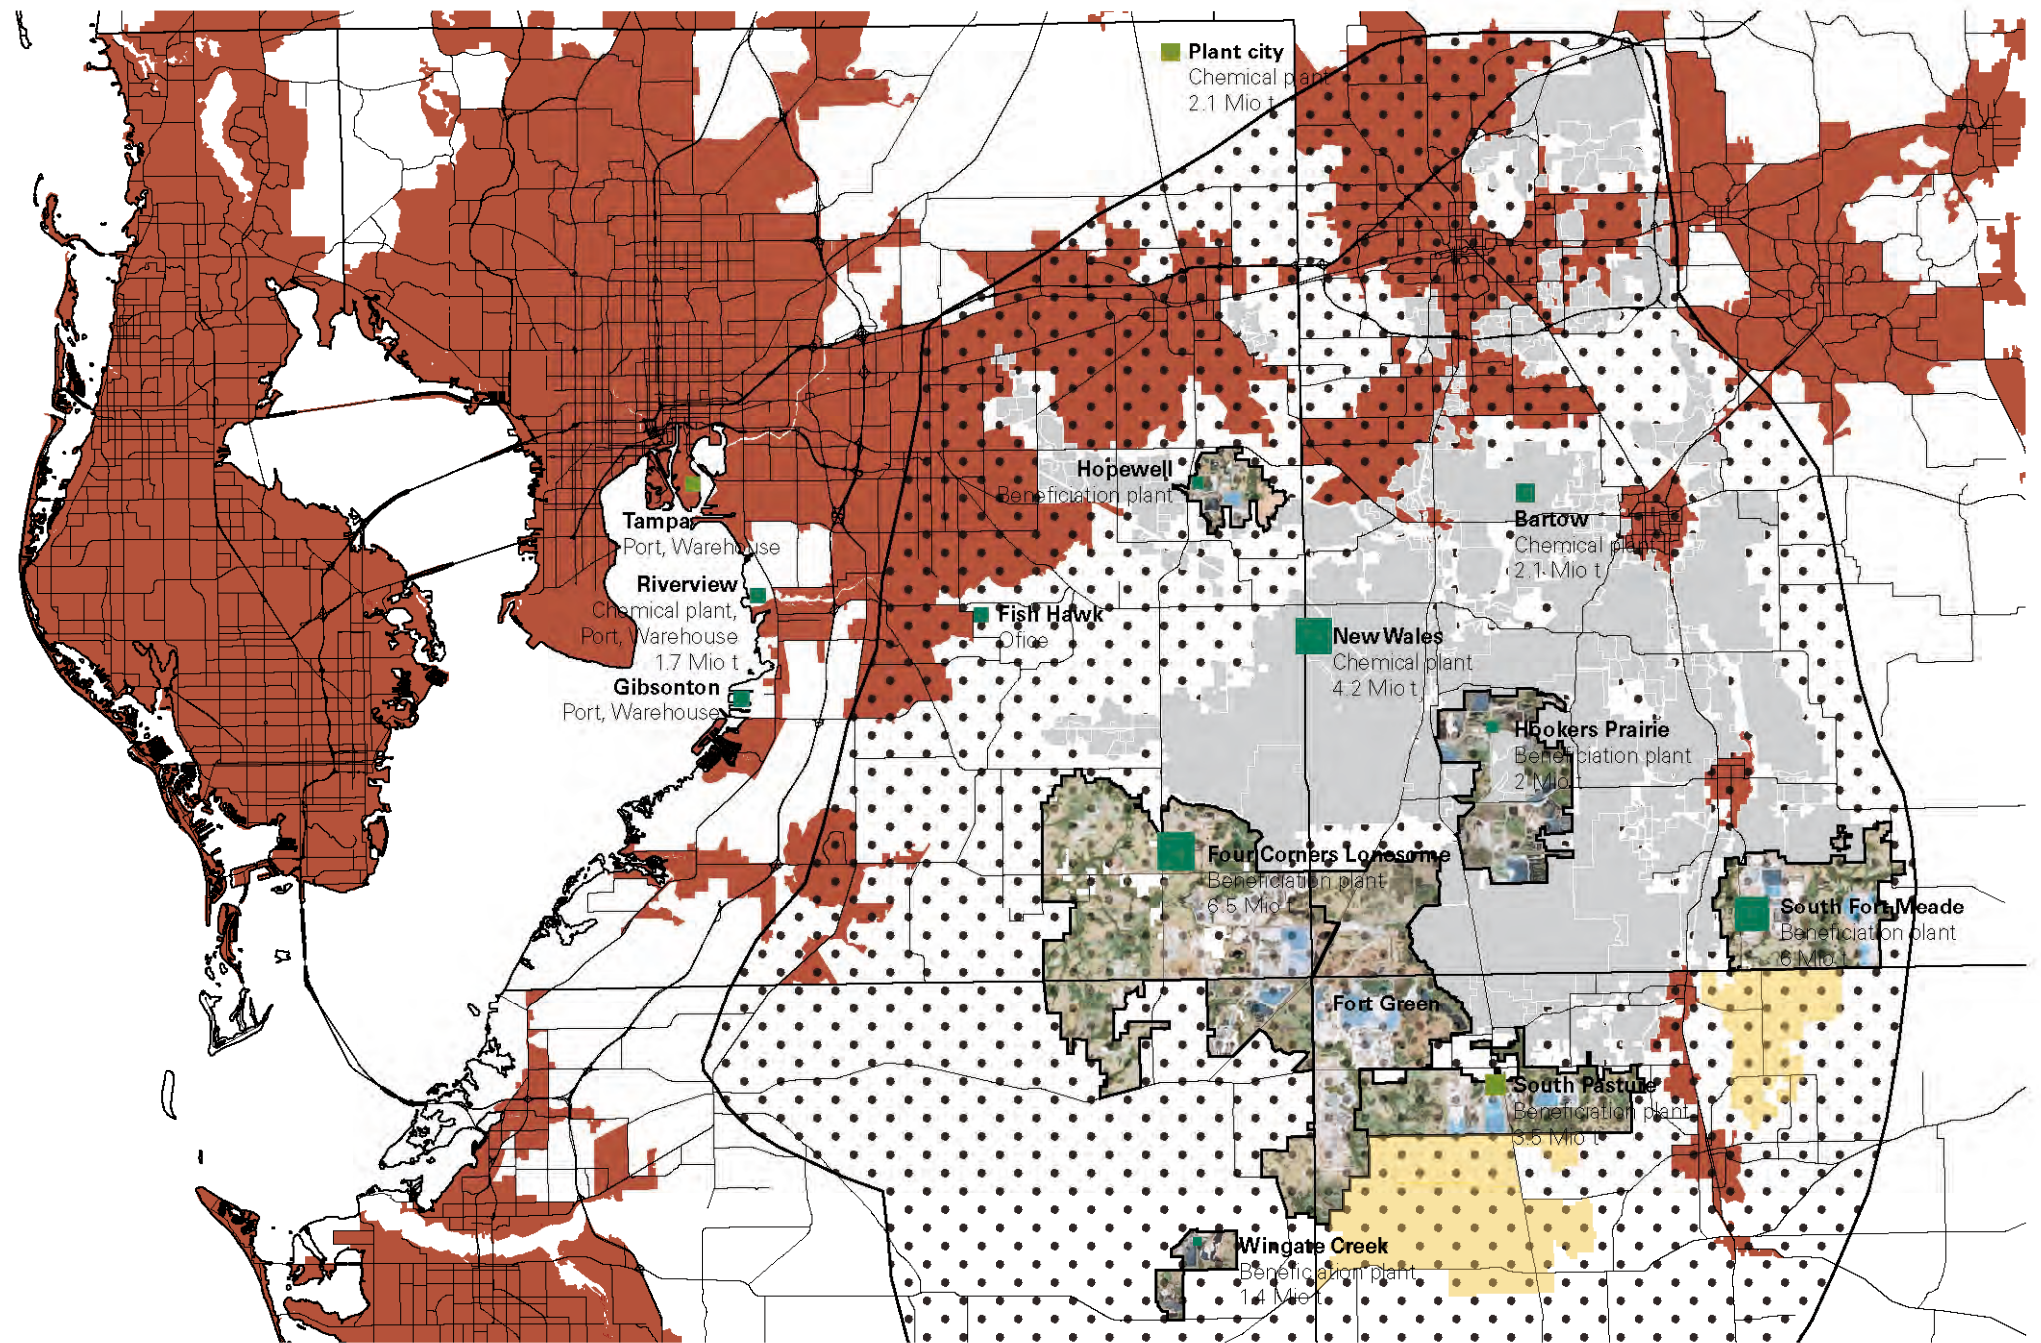 Plant city
Chemical plant
2.1 Mio t
Hopewell
Beneficiation plant
Tampa
Port, Warehouse
Bartow
Chemical plant
2.1 Mio t
Riverview
Chemical plant,
Port, Warehouse
1.7 Mio t
Fish Hawk
Ofice
New Wales
Chemical plant
4.2 Mio t
Gibsonton
Port, Warehouse
Hookers Prairie
Beneficiation plant
2 Mio t
Four Corners Lonesome
Beneficiation plant
6.5 Mio t
South Fort Meade
Beneficiation plant
6 Mio t
Fort Green
South Pasture
Beneficiation plant
3.5 Mio t
Wingate Creek
Beneficiation plant
1.4 Mio t